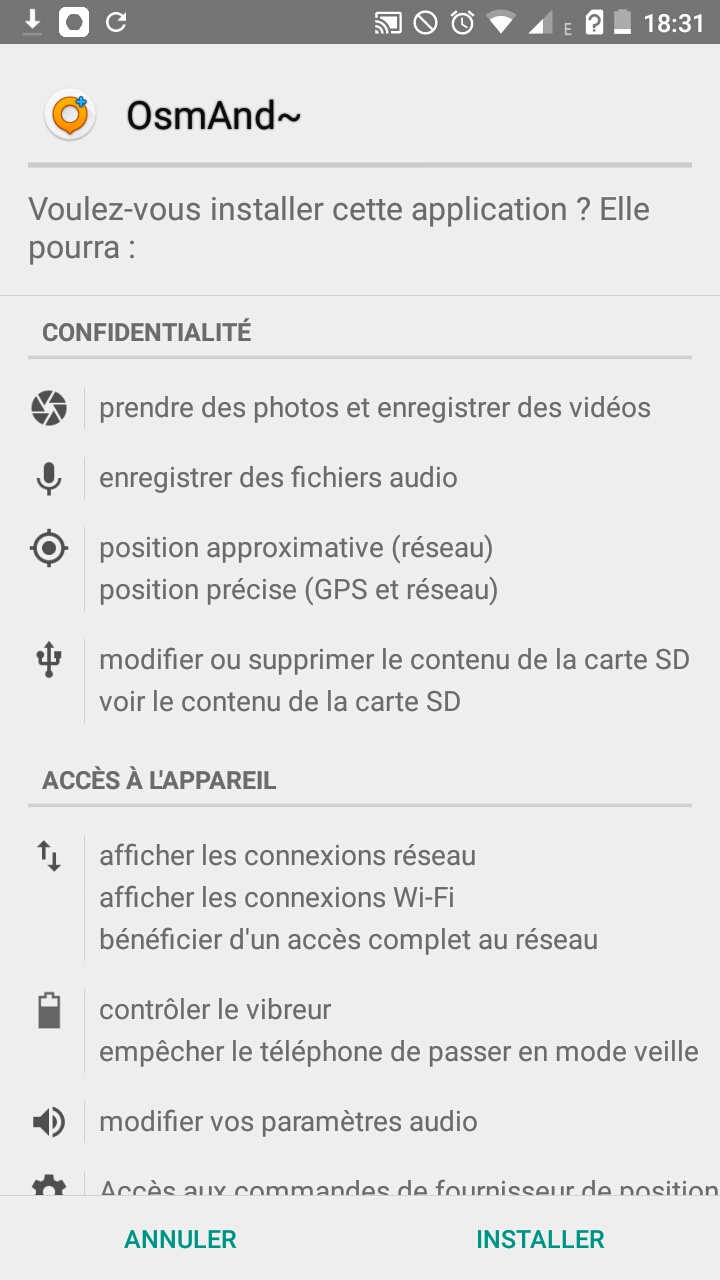 E
18:31
OsmAnd~
Voulez-vous installer cette application ? Elle
pourra :
CONFIDENTIALITÉ
prendre des photos et enregistrer des vidéos
enregistrer des fichiers audio
position approximative (réseau)
position précise (GPS et réseau)
modifier ou supprimer le contenu de la carte SD
voir le contenu de la carte SD
ACCÈS À L'APPAREIL
afficher les connexions réseau
afficher les connexions Wi-Fi
bénéficier d'un accès complet au réseau
contrôler le vibreur
empêcher le téléphone de passer en mode veille
modifier vos paramètres audio
Accès aux commandes de fournisseur de position
ANNULER
INSTALLER